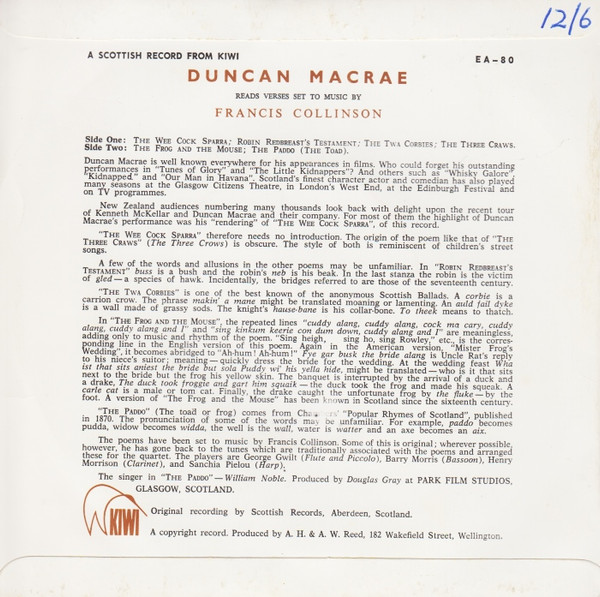 12/6
A SCOTTISH RECORD FROM KIWI
EA-80
DUNCAN MACRAE
READS VERSES SET TO MUSIC BY
FRANCIS COLLINSON
Side One: The Wee Cock Sparra; Robin Redbreast's Testament; The Twa Corbies; The Three Craws.
Side Two: The Frog and the Mouse; The Paddo (The Toad).
Duncan Macrae is well known everywhere for his appearances in films. Who could forget his outstanding
performances in "Tunes of Glory" and "The Little Kidnappers"? And others such as "Whisky Galore",
"Kidnapped," and "Our Man in Havana". Scotland's finest character actor and comedian has also played
many seasons at the Glasgow Citizens Theatre, in London's West End, at the Edinburgh Festival and
on TV programmes.
New Zealand audiences numbering many thousands look back with delight upon the recent tour
of Kenneth McKellar and Duncan Macrae and their company. For most of them the highlight of Duncan
Macrae's performance was his "rendering" of "The Wee Cock Sparra", of this record.
"The Wee Cock Sparra" therefore needs no introduction. The origin of the poem like that of "The
Three Craws" (The Three Crows) is obscure. The style of both is reminiscent of children's street
songs.
A few of the words and allusions in the other poems may be unfamiliar. In "Robin Redbreast's
Testament" buss is a bush and the robin's neb is his beak. In the last stanza the robin is the victim
of gled—a species of hawk. Incidentally, the bridges referred to are those of the seventeenth century.
"The Twa Corbies" is one of the best known of the anonymous Scottish Ballads. A corbie is a
carrion crow. The phrase makin' a mane might be translated moaning or lamenting. An auld fail dyke
is a wall made of grassy sods. The knight's hause-bane is his collar-bone. To theek means to thatch.
In "The Frog and the Mouse", the repeated lines "cuddy alang, cuddy alang, cock ma cary, cuddy
alang, cuddy alang and I" and "sing kinkum keerie con dum down, cuddy alang and I" are meaningless,
adding only to music and rhythm of the poem. "Sing heigh, sing ho, sing Rowley," etc., is the corres-
ponding line in the English version of this poem. Again in the American version, "Mister Frog's
Wedding", it becomes abridged to "Ah-hum! Ah-hum!" Fye gar busk the bride alang is Uncle Rat's reply
to his niece's suitor; meaning—quickly dress the bride for the wedding. At the wedding feast Wha
ist that sits aniest the bride but sola Puddy wi' his yella hide, might be translated—who is it that sits
next to the bride but the frog his yellow skin. The banquet is interrupted by the arrival of a duck and
a drake, The duck took froggie and gart him squaik—the duck took the frog and made his squeak. A
carle cat is a male or tom cat. Finally, the drake caught the unfortunate frog by the fluke—by the
foot. A version of "The Frog and the Mouse" has been known in Scotland since the sixteenth century.
"The Paddo" (The toad or frog) comes from "Popular Rhymes of Scotland", published
in 1870. The pronunciation of some of the words may be unfamiliar. For example, paddo becomes
pudda, widow becomes widda, the well is the wall, water is watter and an axe becomes an aix.
The poems have been set to music by Francis Collinson. Some of this is original; wherever possible,
however, he has gone back to the tunes which are traditionally associated with the poems and arranged
these for the quartet. The players are George Gwilt (Flute and Piccolo), Barry Morris (Bassoon), Henry
Morrison (Clarinet), and Sanchia Pielou (Harp).
The singer in "The Paddo"—William Noble. Produced by Douglas Gray at PARK FILM STUDIOS,
GLASGOW, SCOTLAND.
KIWI
Original recording by Scottish Records, Aberdeen, Scotland.
A copyright record. Produced by A. H. & A. W. Reed, 182 Wakefield Street, Wellington.